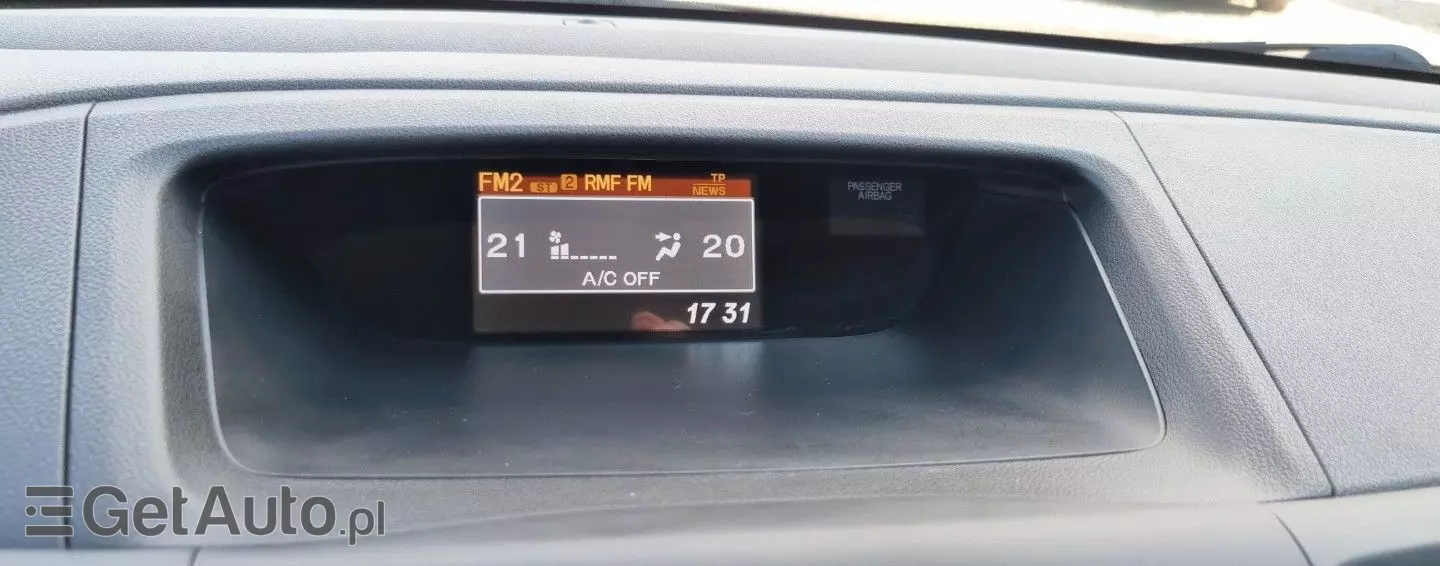 FM2 ST 2 RMF FM TP
NEWS
PASSENGER
AIRBAG
21 20
A/C OFF
17 31
GetAuto.pl